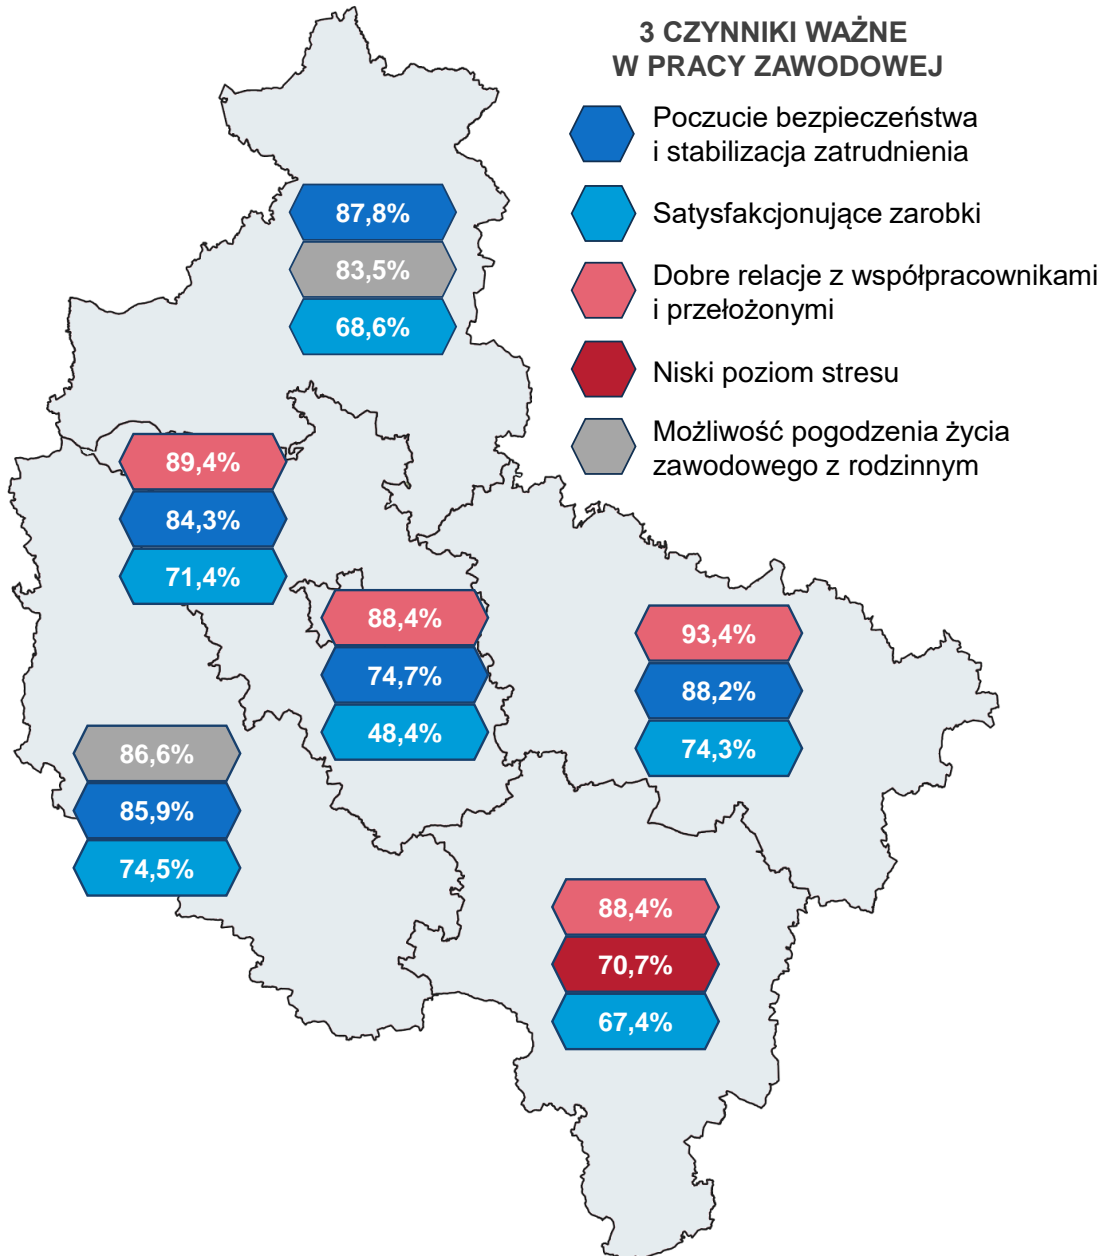 3 CZYNNIKI WAŻNE
W PRACY ZAWODOWEJ
Poczucie bezpieczeństwa
i stabilizacja zatrudnienia
Satysfakcjonujące zarobki
Dobre relacje z współpracownikami
i przełożonymi
Niski poziom stresu
Możliwość pogodzenia życia
zawodowego z rodzinnym
87,8%
83,5%
68,6%
89,4%
84,3%
71,4%
88,4%
74,7%
48,4%
93,4%
88,2%
74,3%
86,6%
85,9%
74,5%
88,4%
70,7%
67,4%